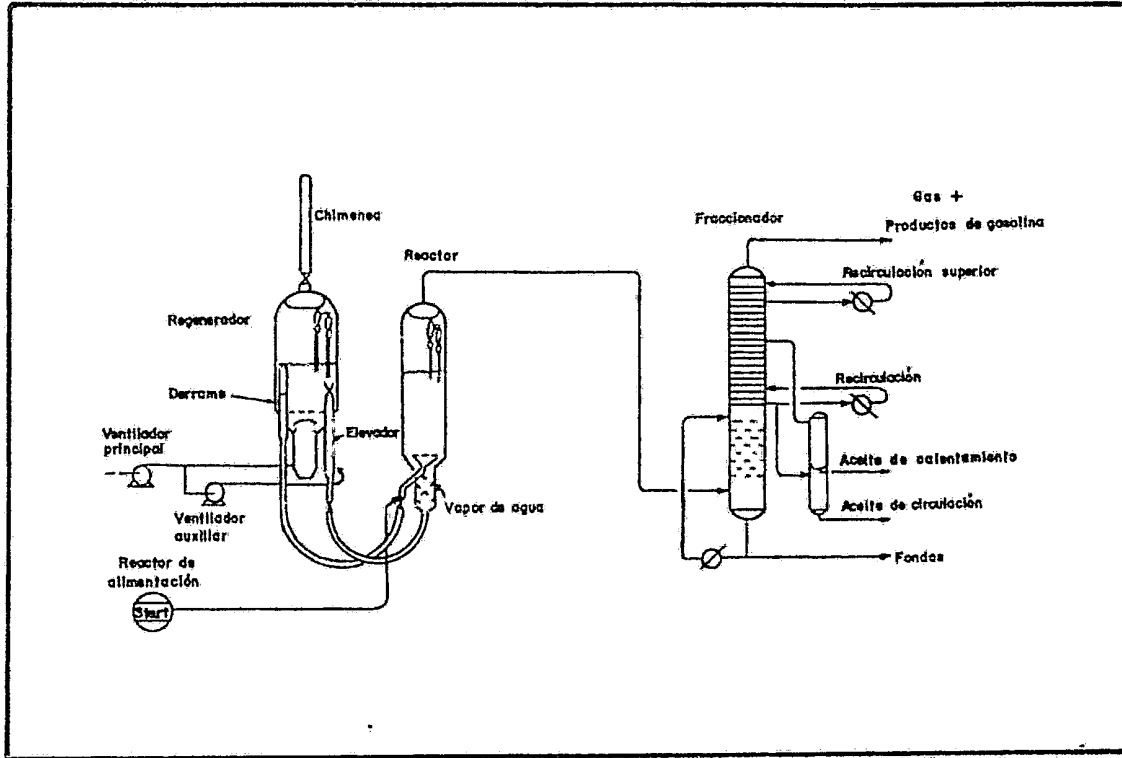 Chimenea
Gas +
Fraccionador
Productos de gasolina
Reactor
Recirculación superior
Regenerador
Recirculación
Derrame
Elevador
Ventilador
principal
Aceite de calentamiento
Vapor de agua
Aceite de circulación
Ventilador
auxiliar
Fondos
Reactor de
alimentación
Start